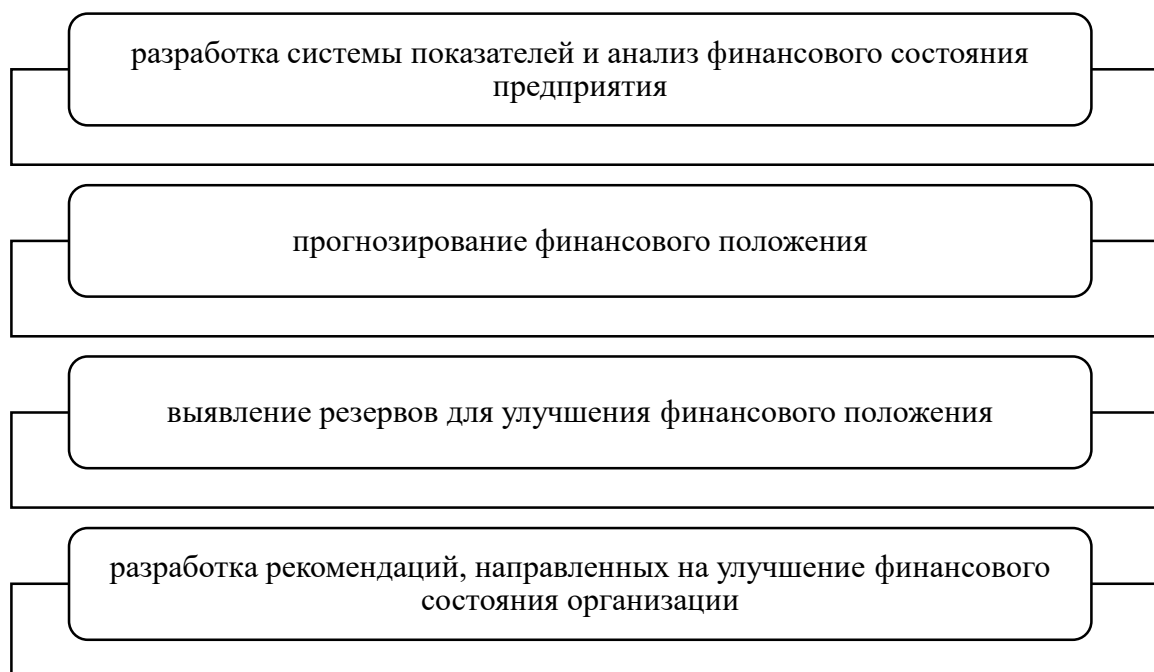 разработка системы показателей и анализ финансового состояния
предприятия
прогнозирование финансового положения
выявление резервов для улучшения финансового положения
разработка рекомендаций, направленных на улучшение финансового
состояния организации